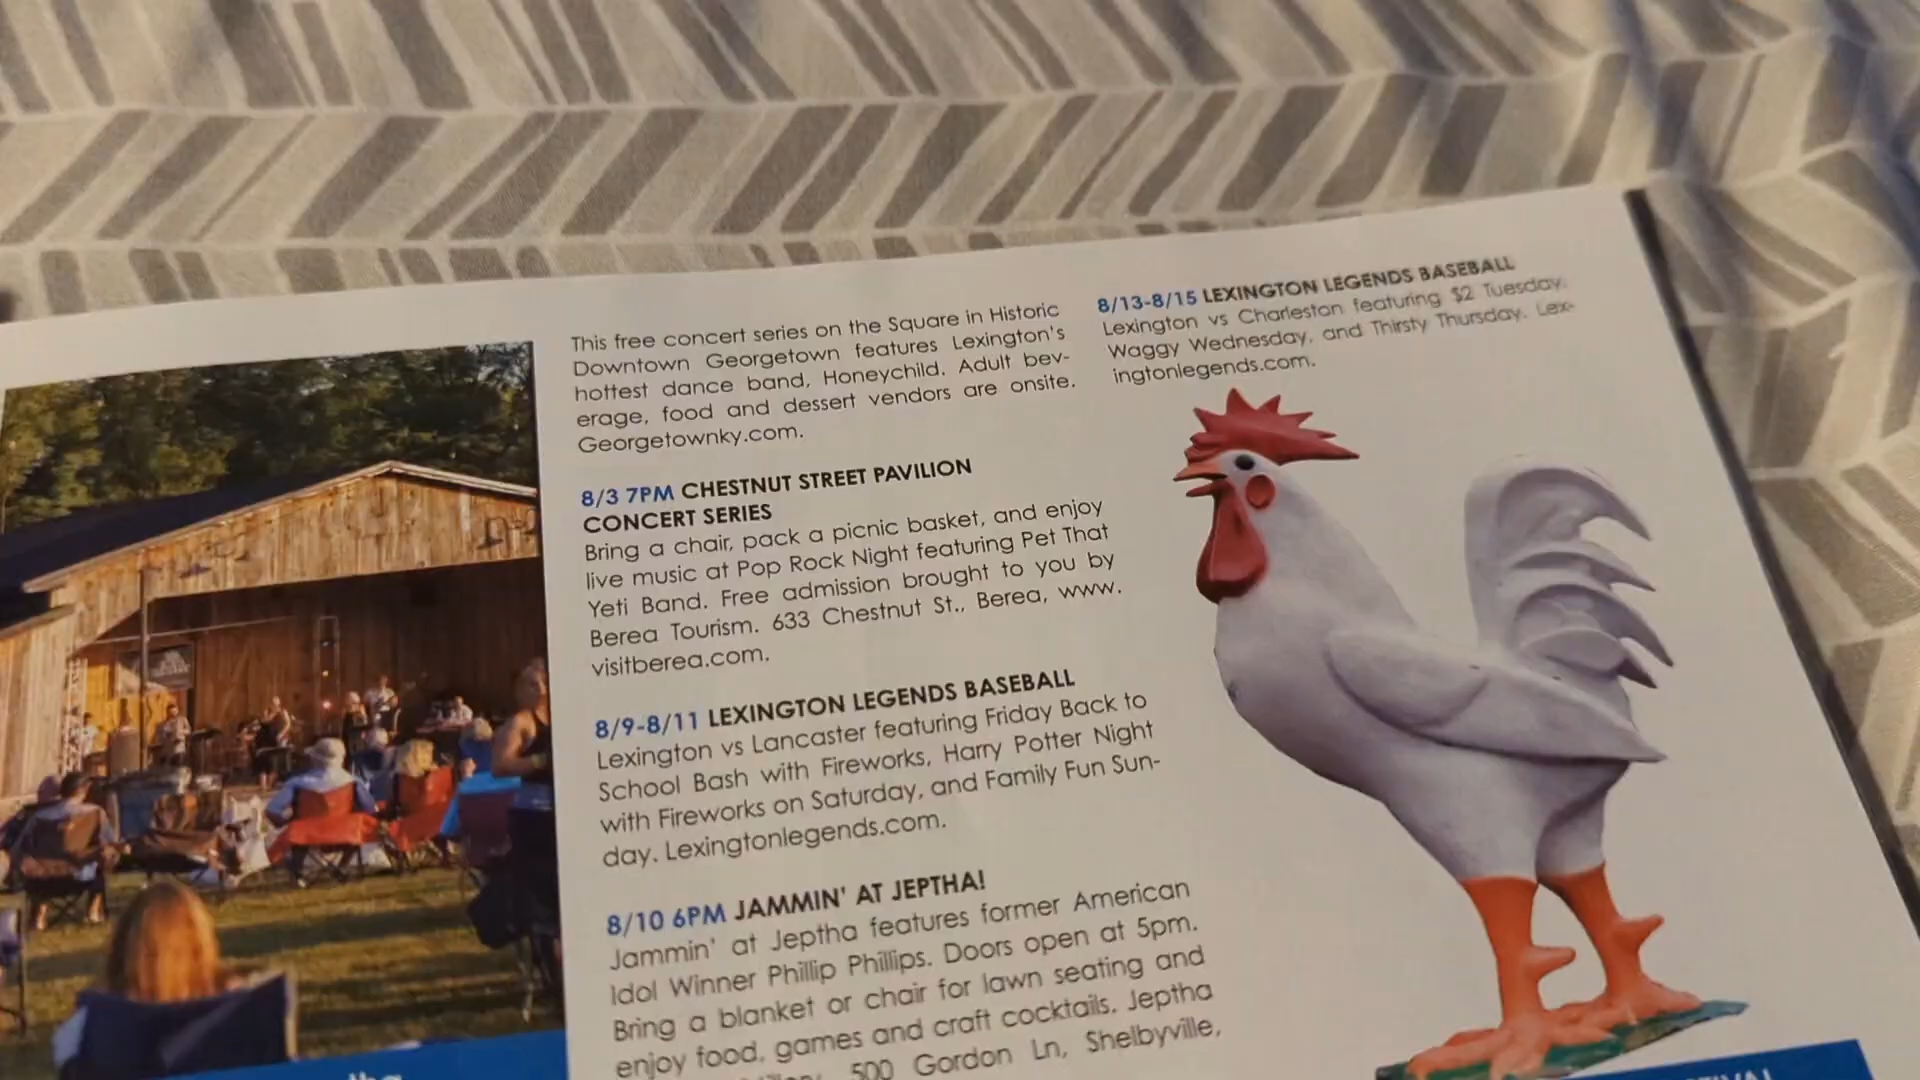 This free concert series on the Square in Historic
Downtown Georgetown features Lexington's
hottest dance band, Honeychild. Adult bev-
erage, food and dessert vendors are onsite.
Georgetownky.com.
8/3 7PM CHESTNUT STREET PAVILION
CONCERT SERIES
Bring a chair, pack a picnic basket, and enjoy
live music at Pop Rock Night featuring Pet That
Yeti Band. Free admission brought to you by
Berea Tourism. 633 Chestnut St., Berea, www.
visitberea.com.
8/9-8/11 LEXINGTON LEGENDS BASEBALL
Lexington vs Lancaster featuring Friday Back to
School Bash with Fireworks, Harry Potter Night
with Fireworks on Saturday, and Family Fun Sun-
day. Lexingtonlegends.com.
8/10 6PM JAMMIN' AT JEPTHA!
Jammin' at Jeptha features former American
Idol Winner Phillip Phillips. Doors open at 5pm.
Bring a blanket or chair for lawn seating and
enjoy food, games and craft cocktails. Jeptha
500 Gordon Ln, Shelbyville,
8/13-8/15 LEXINGTON LEGENDS BASEBALL
Lexington vs Charleston featuring $2 Tuesday,
Waggy Wednesday, and Thirsty Thursday. Lex-
ingtonlegends.com.